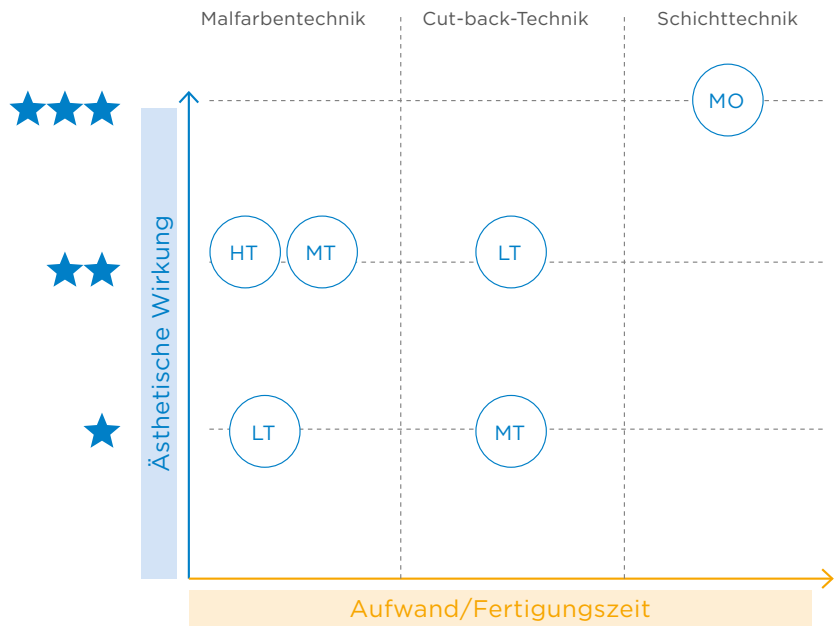 Malfarbentechnik
Cut-back-Technik
Schichttechnik
MO
HT
MT
LT
LT
MT
Ästhetische Wirkung
Aufwand/Fertigungszeit